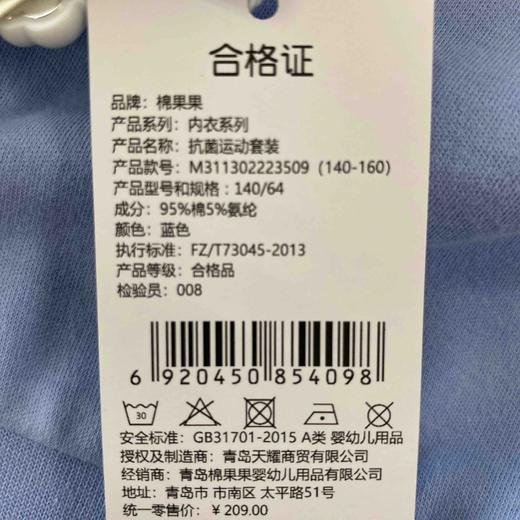 合格证
品牌：棉果果
产品系列：内衣系列
产品名称：抗菌运动套装
产品款号：M311302223509（140-160）
产品型号和规格：140/64
成分：95%棉5%氨纶
颜色：蓝色
执行标准：FZ/T73045-2013
产品等级：合格品
检验员：008
6 920450 854098
30
安全标准：GB31701-2015 A类 婴幼儿用品
授权及制造商：青岛天耀商贸有限公司
经销商：青岛棉果果婴幼儿用品有限公司
地址：青岛市 市南区 太平路51号
统一零售价：¥ 209.00